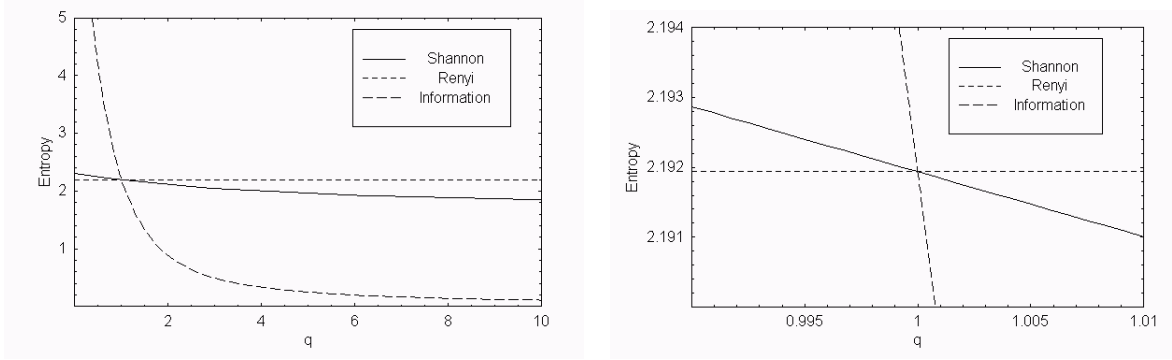 5
4
3
2
1
Entropy
Shannon
Renyi
Information
2
4
6
8
10
q
2.194
2.193
2.192
2.191
Entropy
Shannon
Renyi
Information
0.995
1
1.005
1.01
q